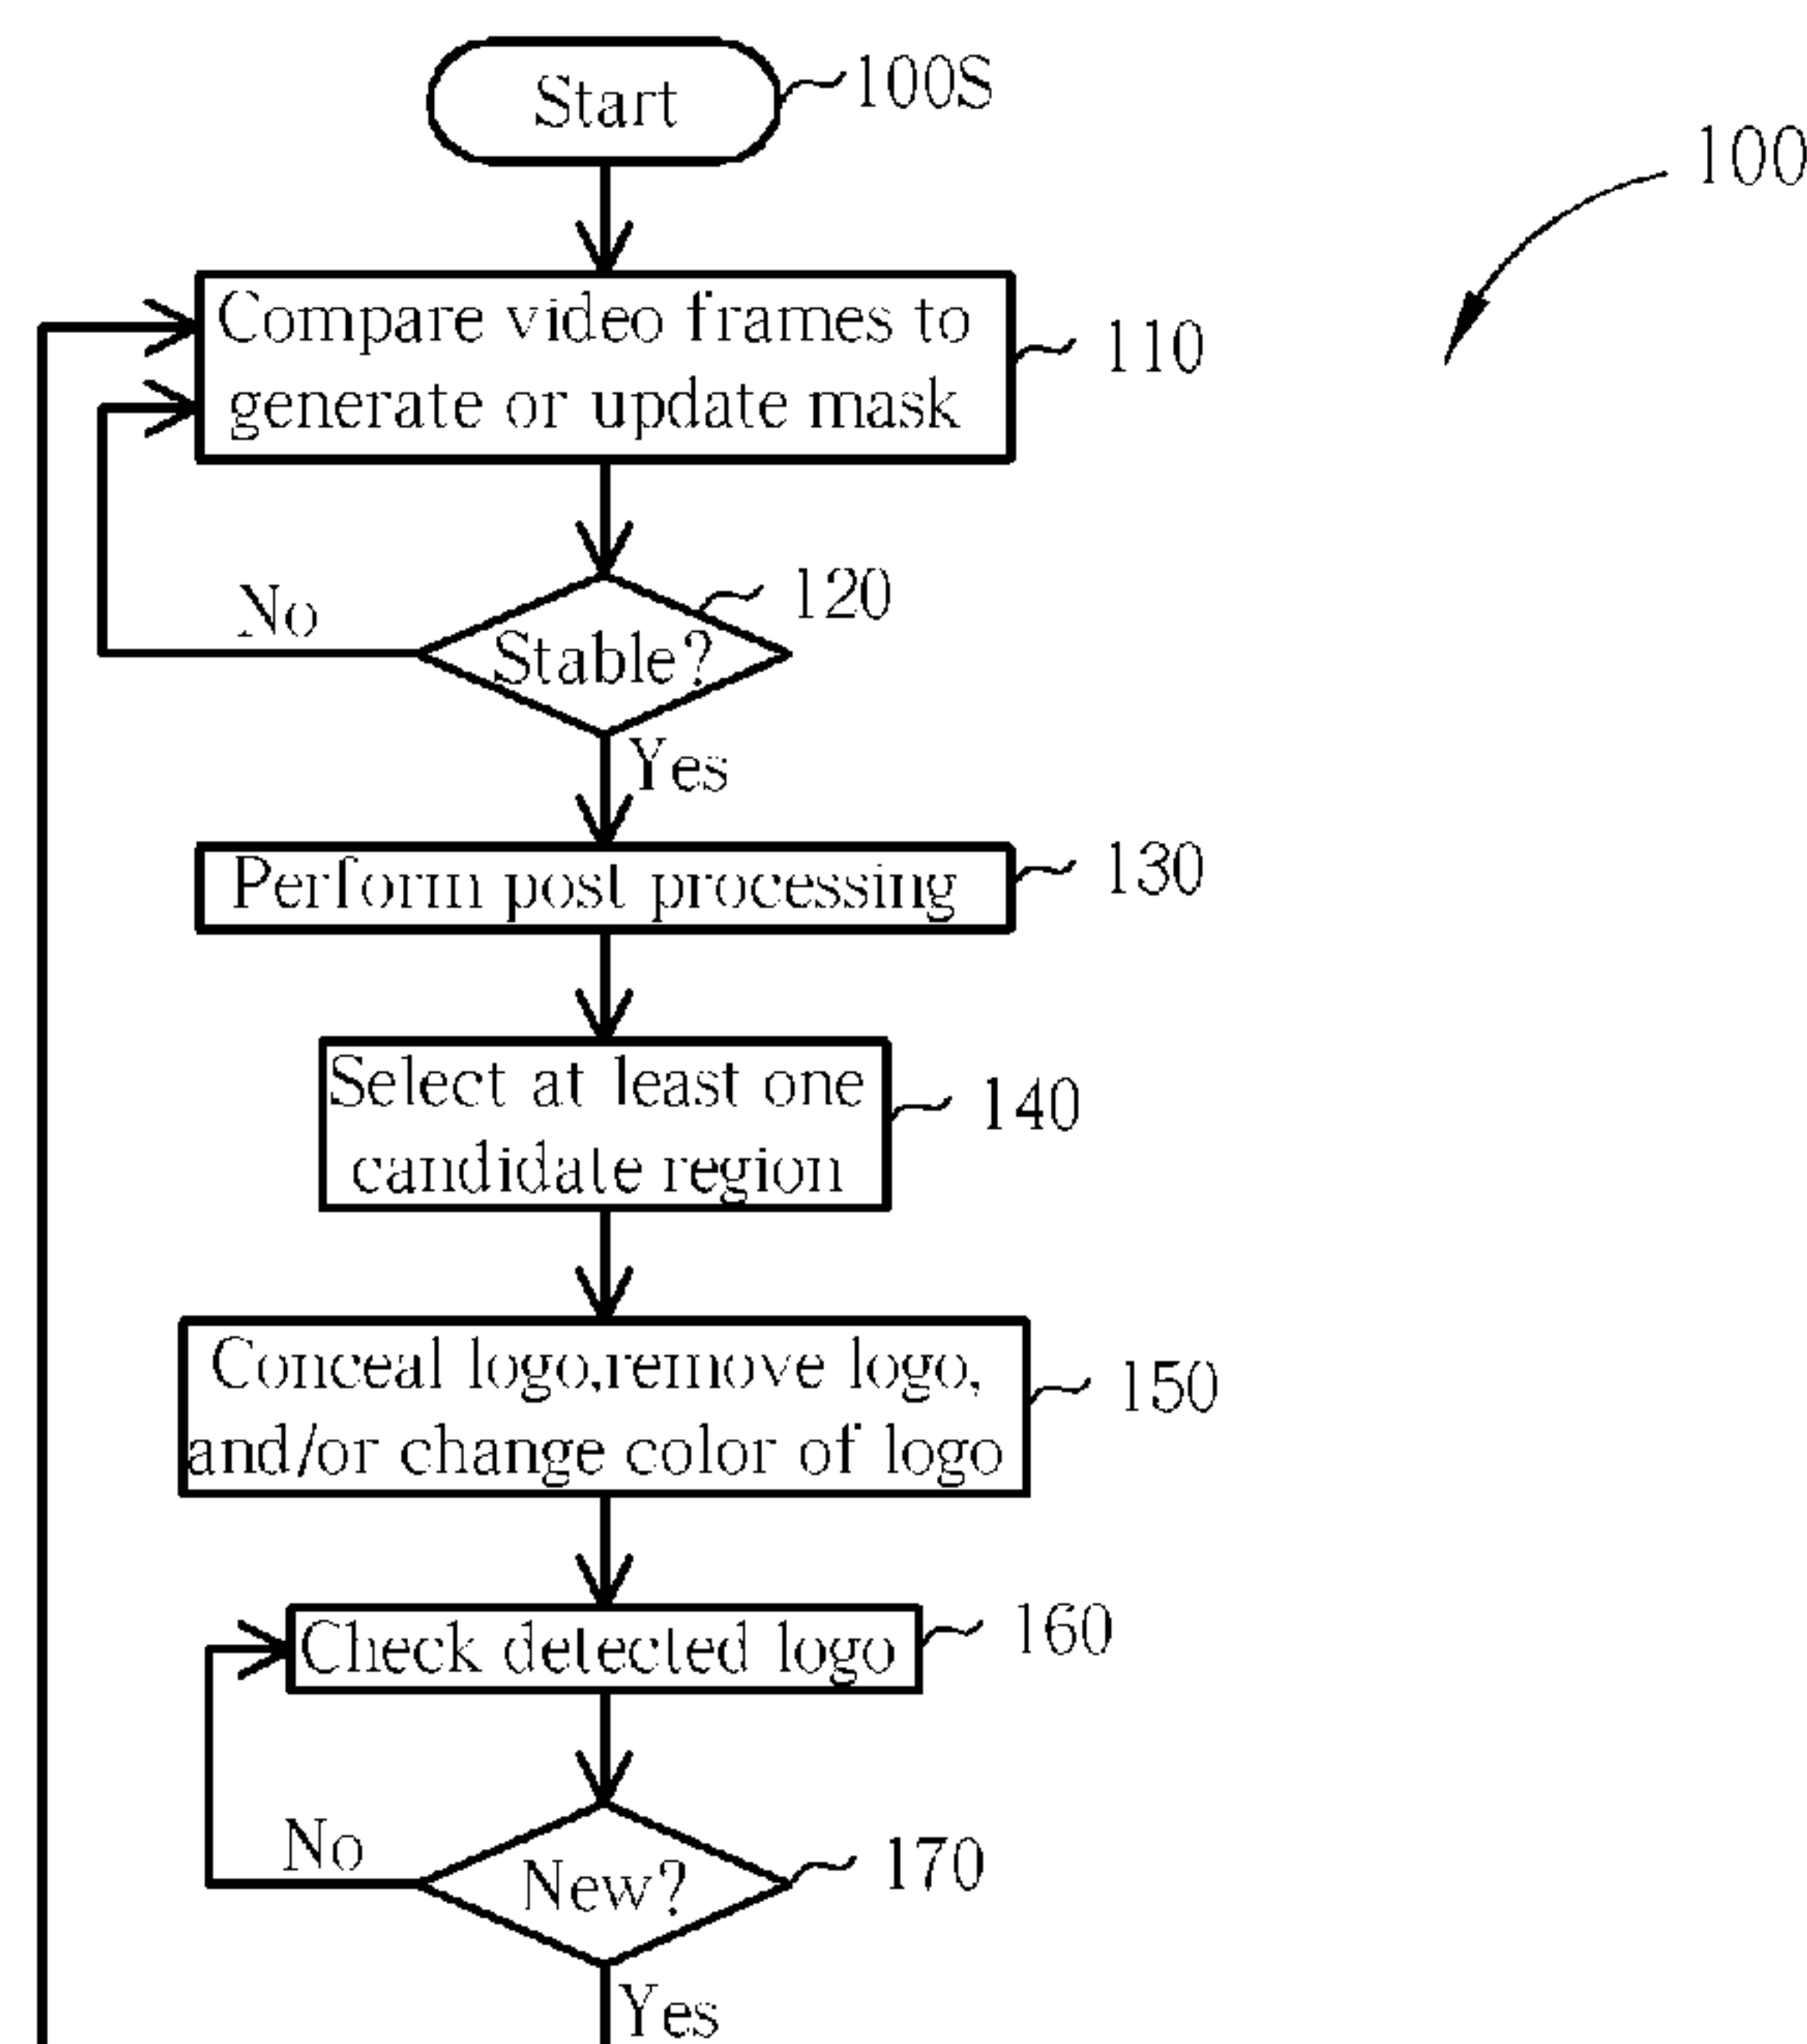 Start
100S
100
Compare video frames to
generate or update mask
110
120
No
Stable?
Yes
Perform post processing
130
Select at least one
candidate region
140
Conceal logo,remove logo,
and/or change color of logo
150
Check detected logo
160
No
New?
170
Yes